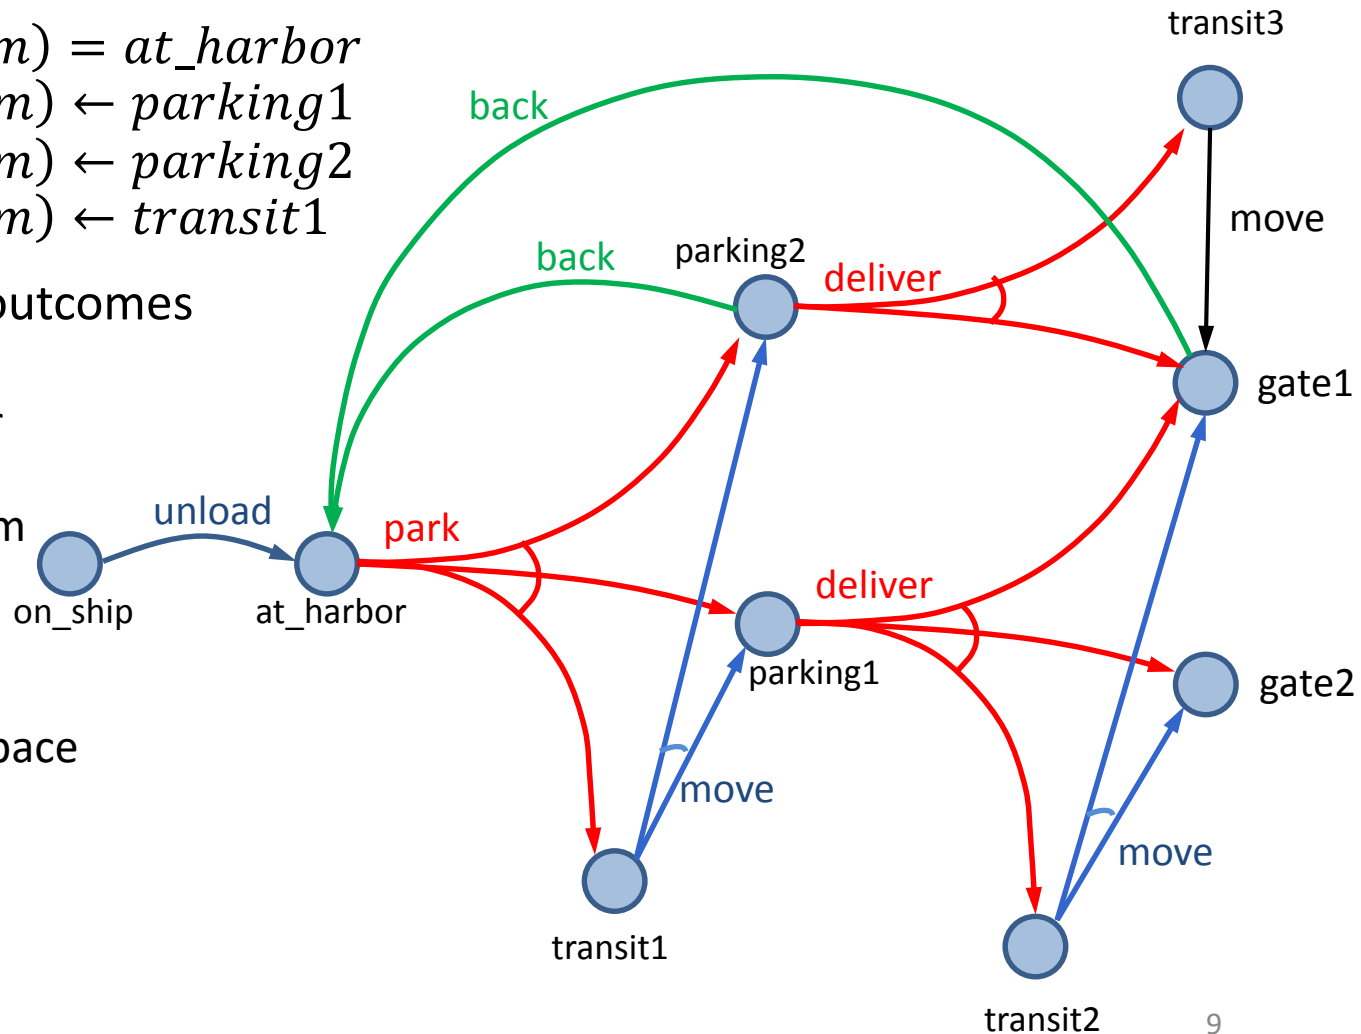 m) = at_harbor
m) ← parking1
m) ← parking2
m) ← transit1
outcomes
m
pace
transit3
back
move
back
parking2
deliver
gate1
unload
park
on_ship
at_harbor
deliver
parking1
gate2
move
move
transit1
transit2
9